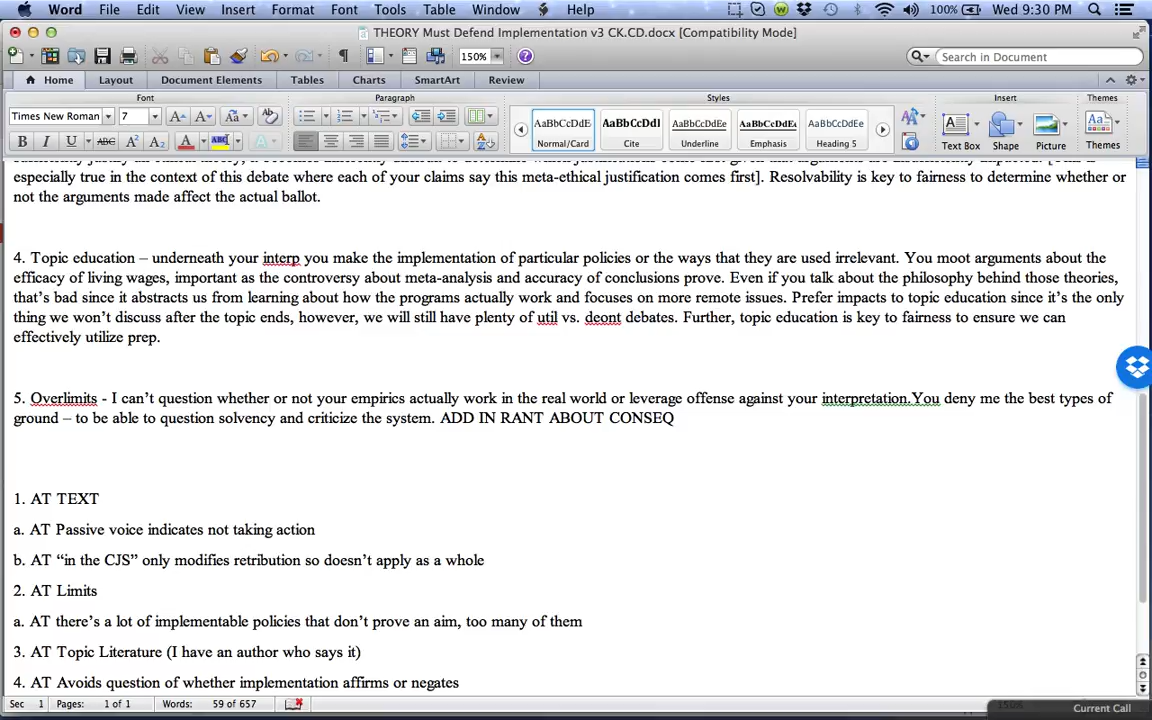 Word File Edit View Insert Format Font Tools Table Window Help 100% Wed 9:30 PM
THEORY Must Defend Implementation v3 CK.CD.docx [Compatibility Mode]
150% Search in Document
Home Layout Document Elements Tables Charts SmartArt Review
Font Paragraph Styles Insert Themes
Times New Roman 7 Aa AaBbCcDdE AaBbCcDdI AaBbCcDdEe AaBbCcDdEe
B I U ABC A² A₂ A ABC A Normal/Card Cite Underline Emphasis Heading 5 Text Box Shape Picture Themes
especially true in the context of this debate where each of your claims say this meta-ethical justification comes first]. Resolvability is key to fairness to determine whether or
not the arguments made affect the actual ballot.
4. Topic education – underneath your interp you make the implementation of particular policies or the ways that they are used irrelevant. You moot arguments about the
efficacy of living wages, important as the controversy about meta-analysis and accuracy of conclusions prove. Even if you talk about the philosophy behind those theories,
that’s bad since it abstracts us from learning about how the programs actually work and focuses on more remote issues. Prefer impacts to topic education since it’s the only
thing we won’t discuss after the topic ends, however, we will still have plenty of util vs. deont debates. Further, topic education is key to fairness to ensure we can
effectively utilize prep.
5. Overlimits - I can’t question whether or not your empirics actually work in the real world or leverage offense against your interpretation.You deny me the best types of
ground – to be able to question solvency and criticize the system. ADD IN RANT ABOUT CONSEQ
1. AT TEXT
a. AT Passive voice indicates not taking action
b. AT “in the CJS” only modifies retribution so doesn’t apply as a whole
2. AT Limits
a. AT there’s a lot of implementable policies that don’t prove an aim, too many of them
3. AT Topic Literature (I have an author who says it)
4. AT Avoids question of whether implementation affirms or negates
Sec 1 Pages: 1 of 1 Words: 59 of 657 150% Current Call